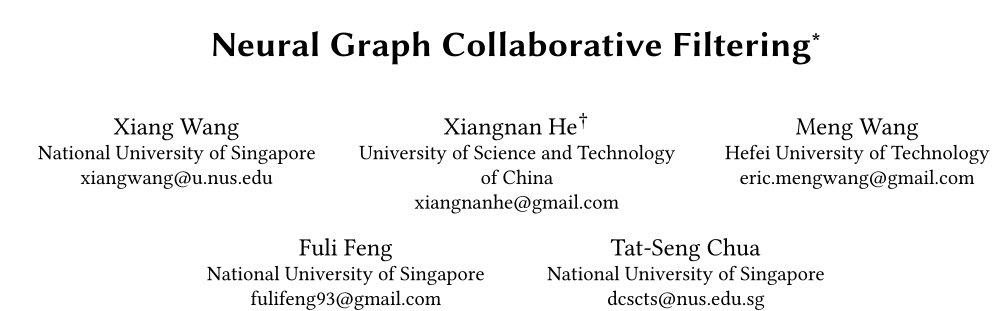 Neural Graph Collaborative Filtering*
Xiang Wang
National University of Singapore
xiangwang@u.nus.edu
Xiangnan He†
University of Science and Technology
of China
xiangnanhe@gmail.com
Meng Wang
Hefei University of Technology
eric.mengwang@gmail.com
Fuli Feng
National University of Singapore
fulifeng93@gmail.com
Tat-Seng Chua
National University of Singapore
dcscts@nus.edu.sg